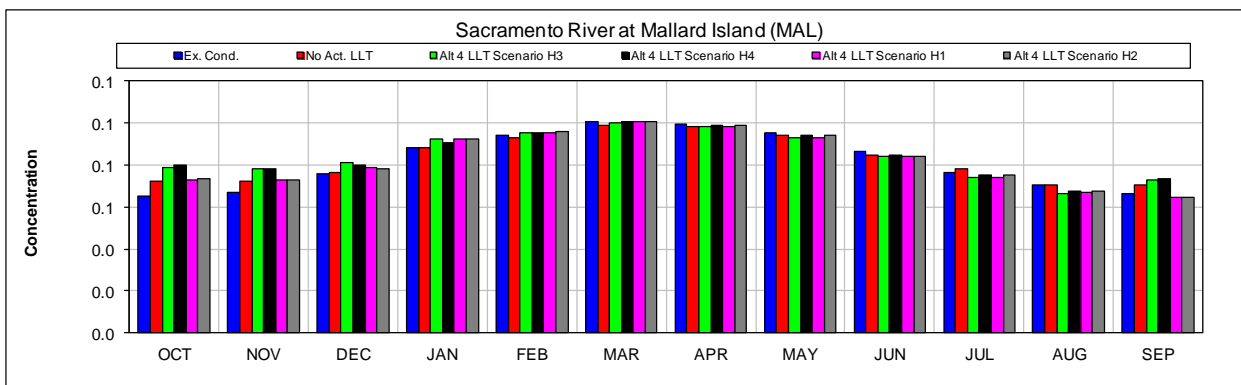 Sacramento River at Mallard Island (MAL)
Ex. Cond. No Act. LLT Alt 4 LLT Scenario H3 Alt 4 LLT Scenario H4 Alt 4 LLT Scenario H1 Alt 4 LLT Scenario H2
Concentration
0.1
0.1
0.1
0.1
0.0
0.0
0.0
OCT NOV DEC JAN FEB MAR APR MAY JUN JUL AUG SEP